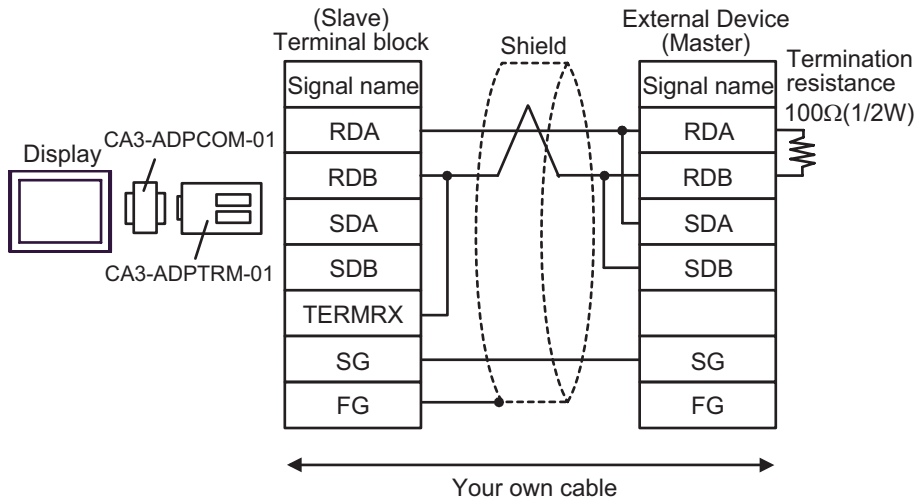 (Slave)
Terminal block
Signal name
RDA
RDB
SDA
SDB
TERMRX
SG
FG
Shield
External Device
(Master)
Signal name
RDA
RDB
SDA
SDB
SG
FG
Termination
resistance
100Ω(1/2W)
Display
CA3-ADPCOM-01
CA3-ADPTRM-01
Your own cable